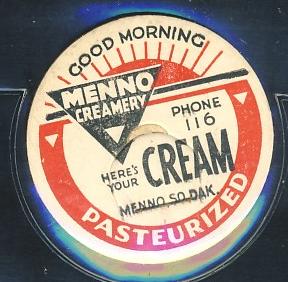 GOOD MORNING
MENNO
CREAMERY
PHONE
116
HERE'S
YOUR
CREAM
MENNO, SO. DAK.
PASTEURIZED